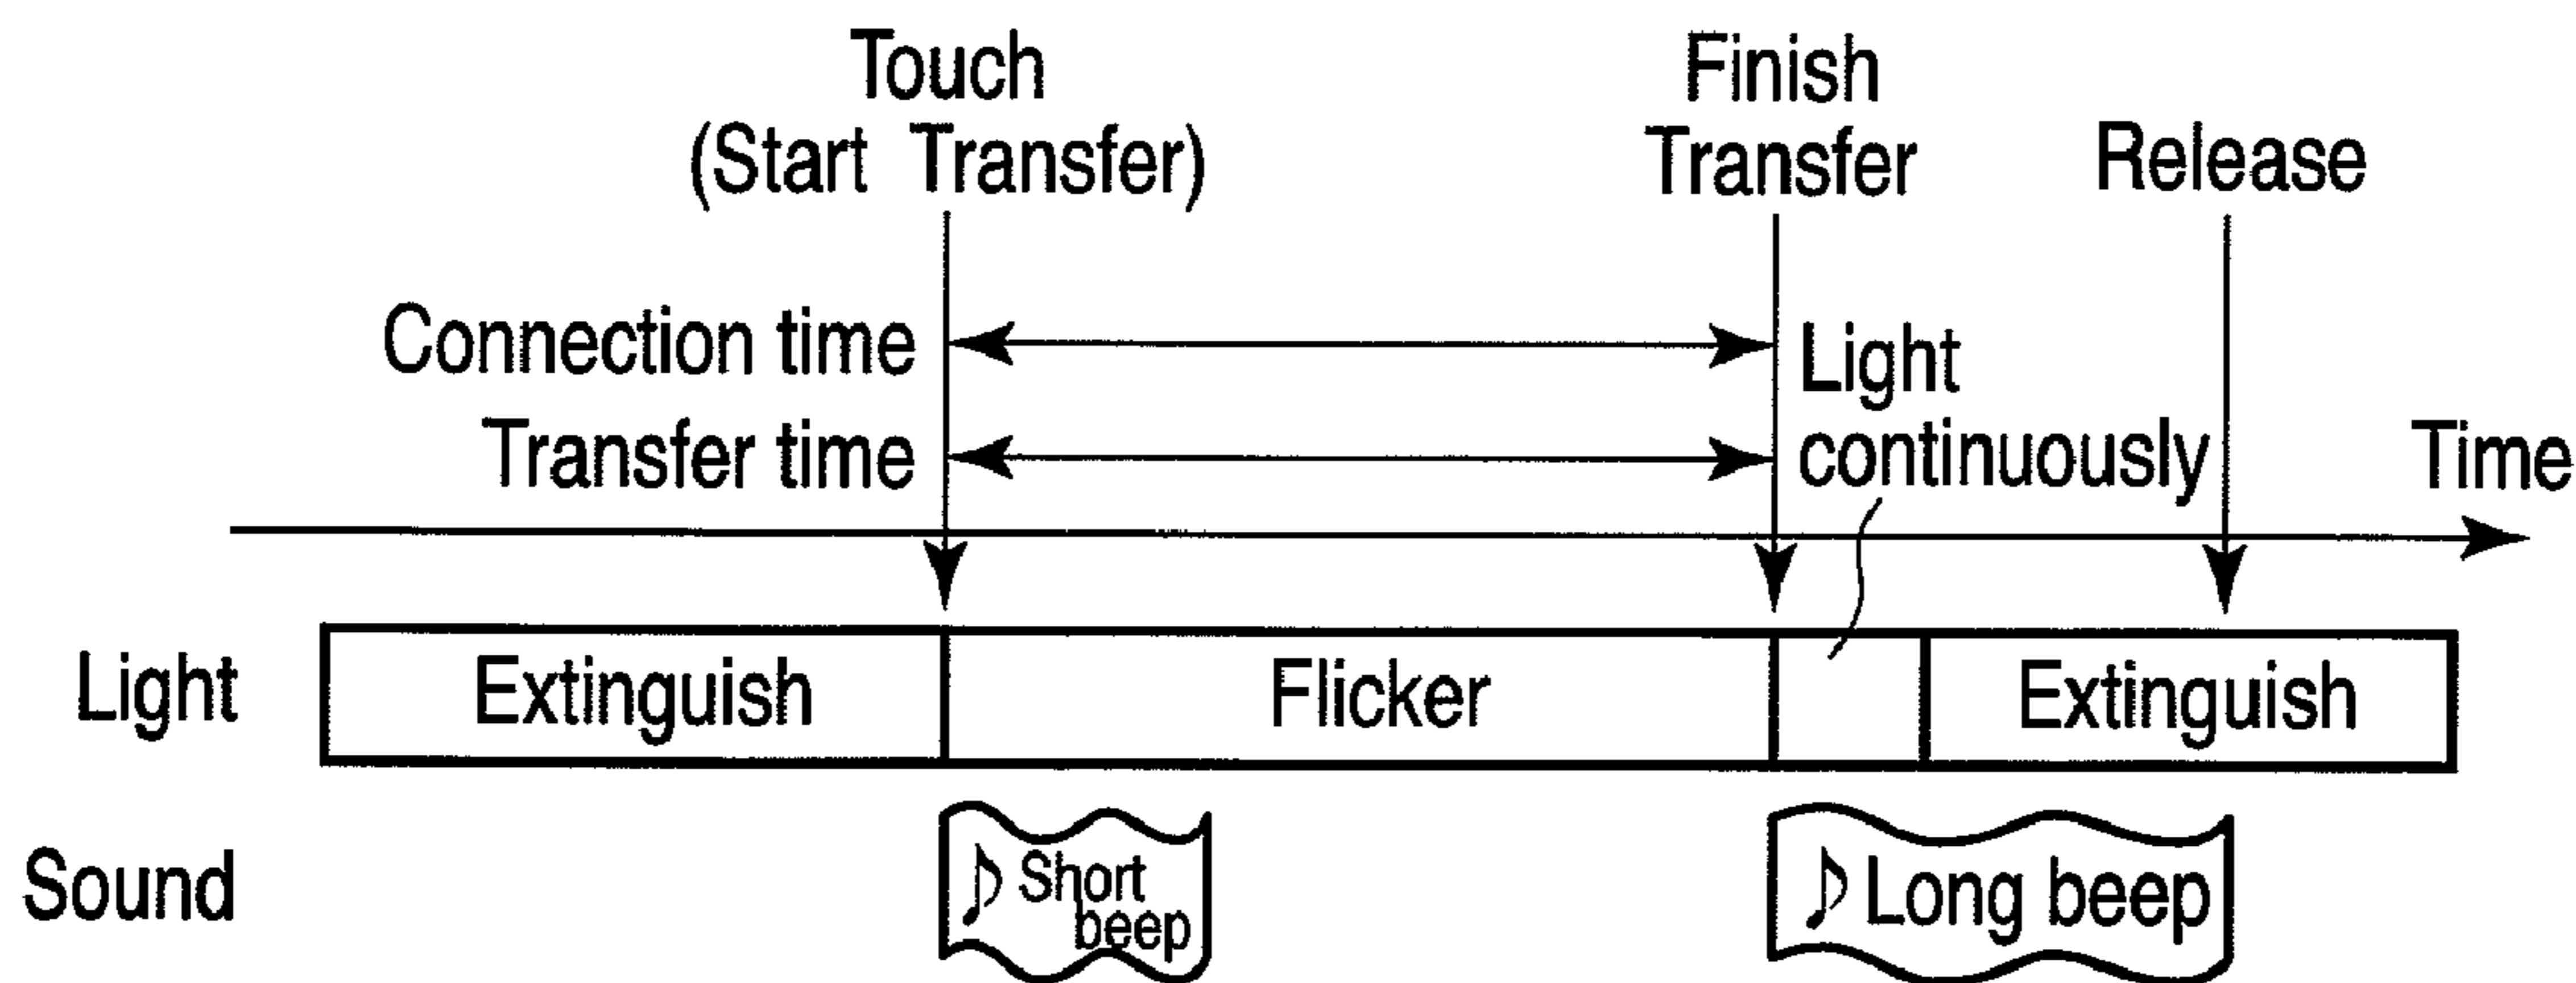 Touch
(Start Transfer)
Finish
Transfer
Release
Connection time
Light
continuously
Transfer time
Time
Light
Extinguish
Flicker
Extinguish
Sound
♪ Short
beep
♪ Long beep